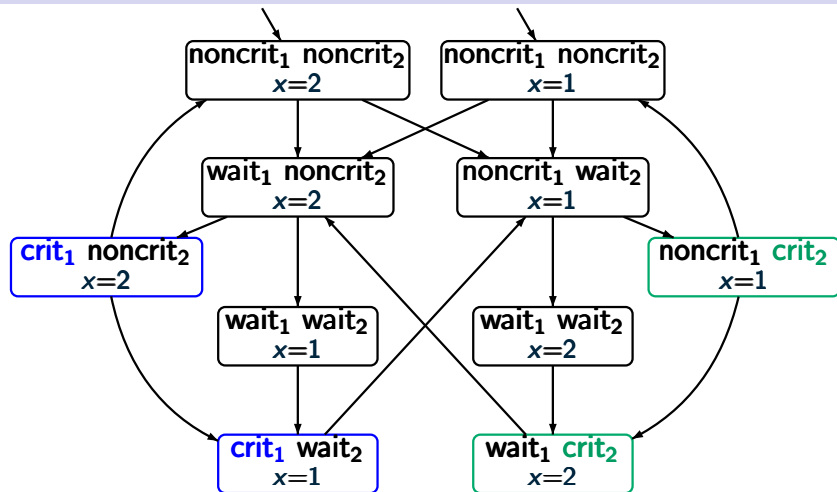 noncrit₁ noncrit₂
x=2
noncrit₁ noncrit₂
x=1
wait₁ noncrit₂
x=2
noncrit₁ wait₂
x=1
crit₁ noncrit₂
x=2
noncrit₁ crit₂
x=1
wait₁ wait₂
x=1
wait₁ wait₂
x=2
crit₁ wait₂
x=1
wait₁ crit₂
x=2